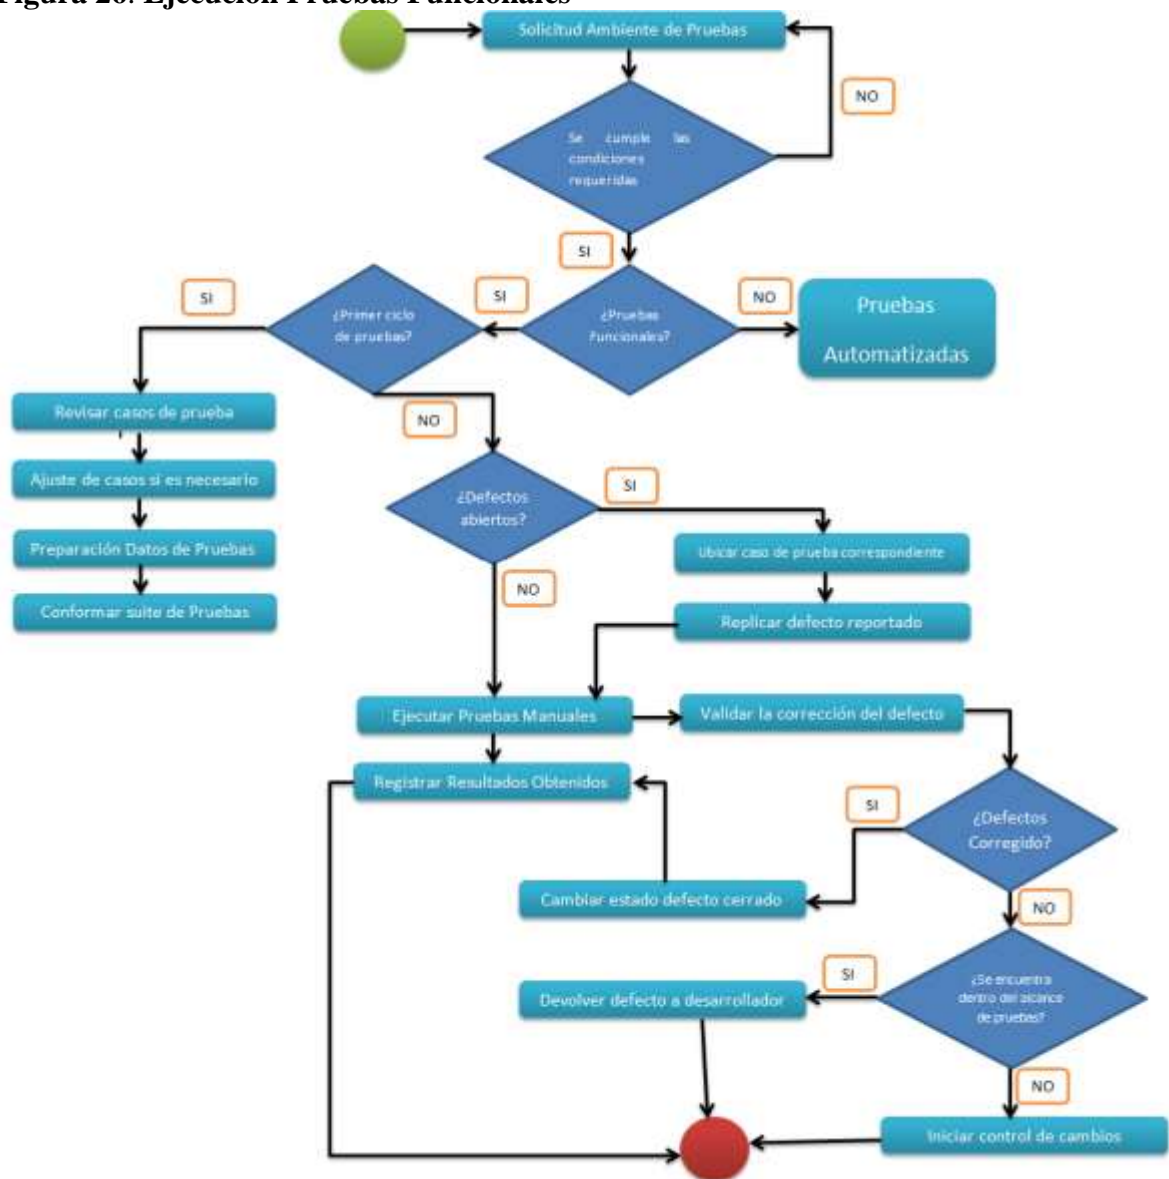 Figura 20. Ejecución Pruebas Funcionales
Solicitud Ambiente de Pruebas
NO
Se cumple las
condiciones
requeridas
SI
SI
SI
NO
¿Primer ciclo
de pruebas?
¿Pruebas
Funcionales?
Pruebas
Automatizadas
Revisar casos de prueba
NO
Ajuste de casos si es necesario
¿Defectos
abiertos?
SI
Preparación Datos de Pruebas
Ubicar caso de prueba correspondiente
NO
Conformar suite de Pruebas
Replicar defecto reportado
Ejecutar Pruebas Manuales
Validar la corrección del defecto
Registrar Resultados Obtenidos
SI
¿Defectos
Corregido?
Cambiar estado defecto cerrado
NO
SI
¿Se encuentra
dentro del alcance
de pruebas?
Devolver defecto a desarrollador
NO
Iniciar control de cambios